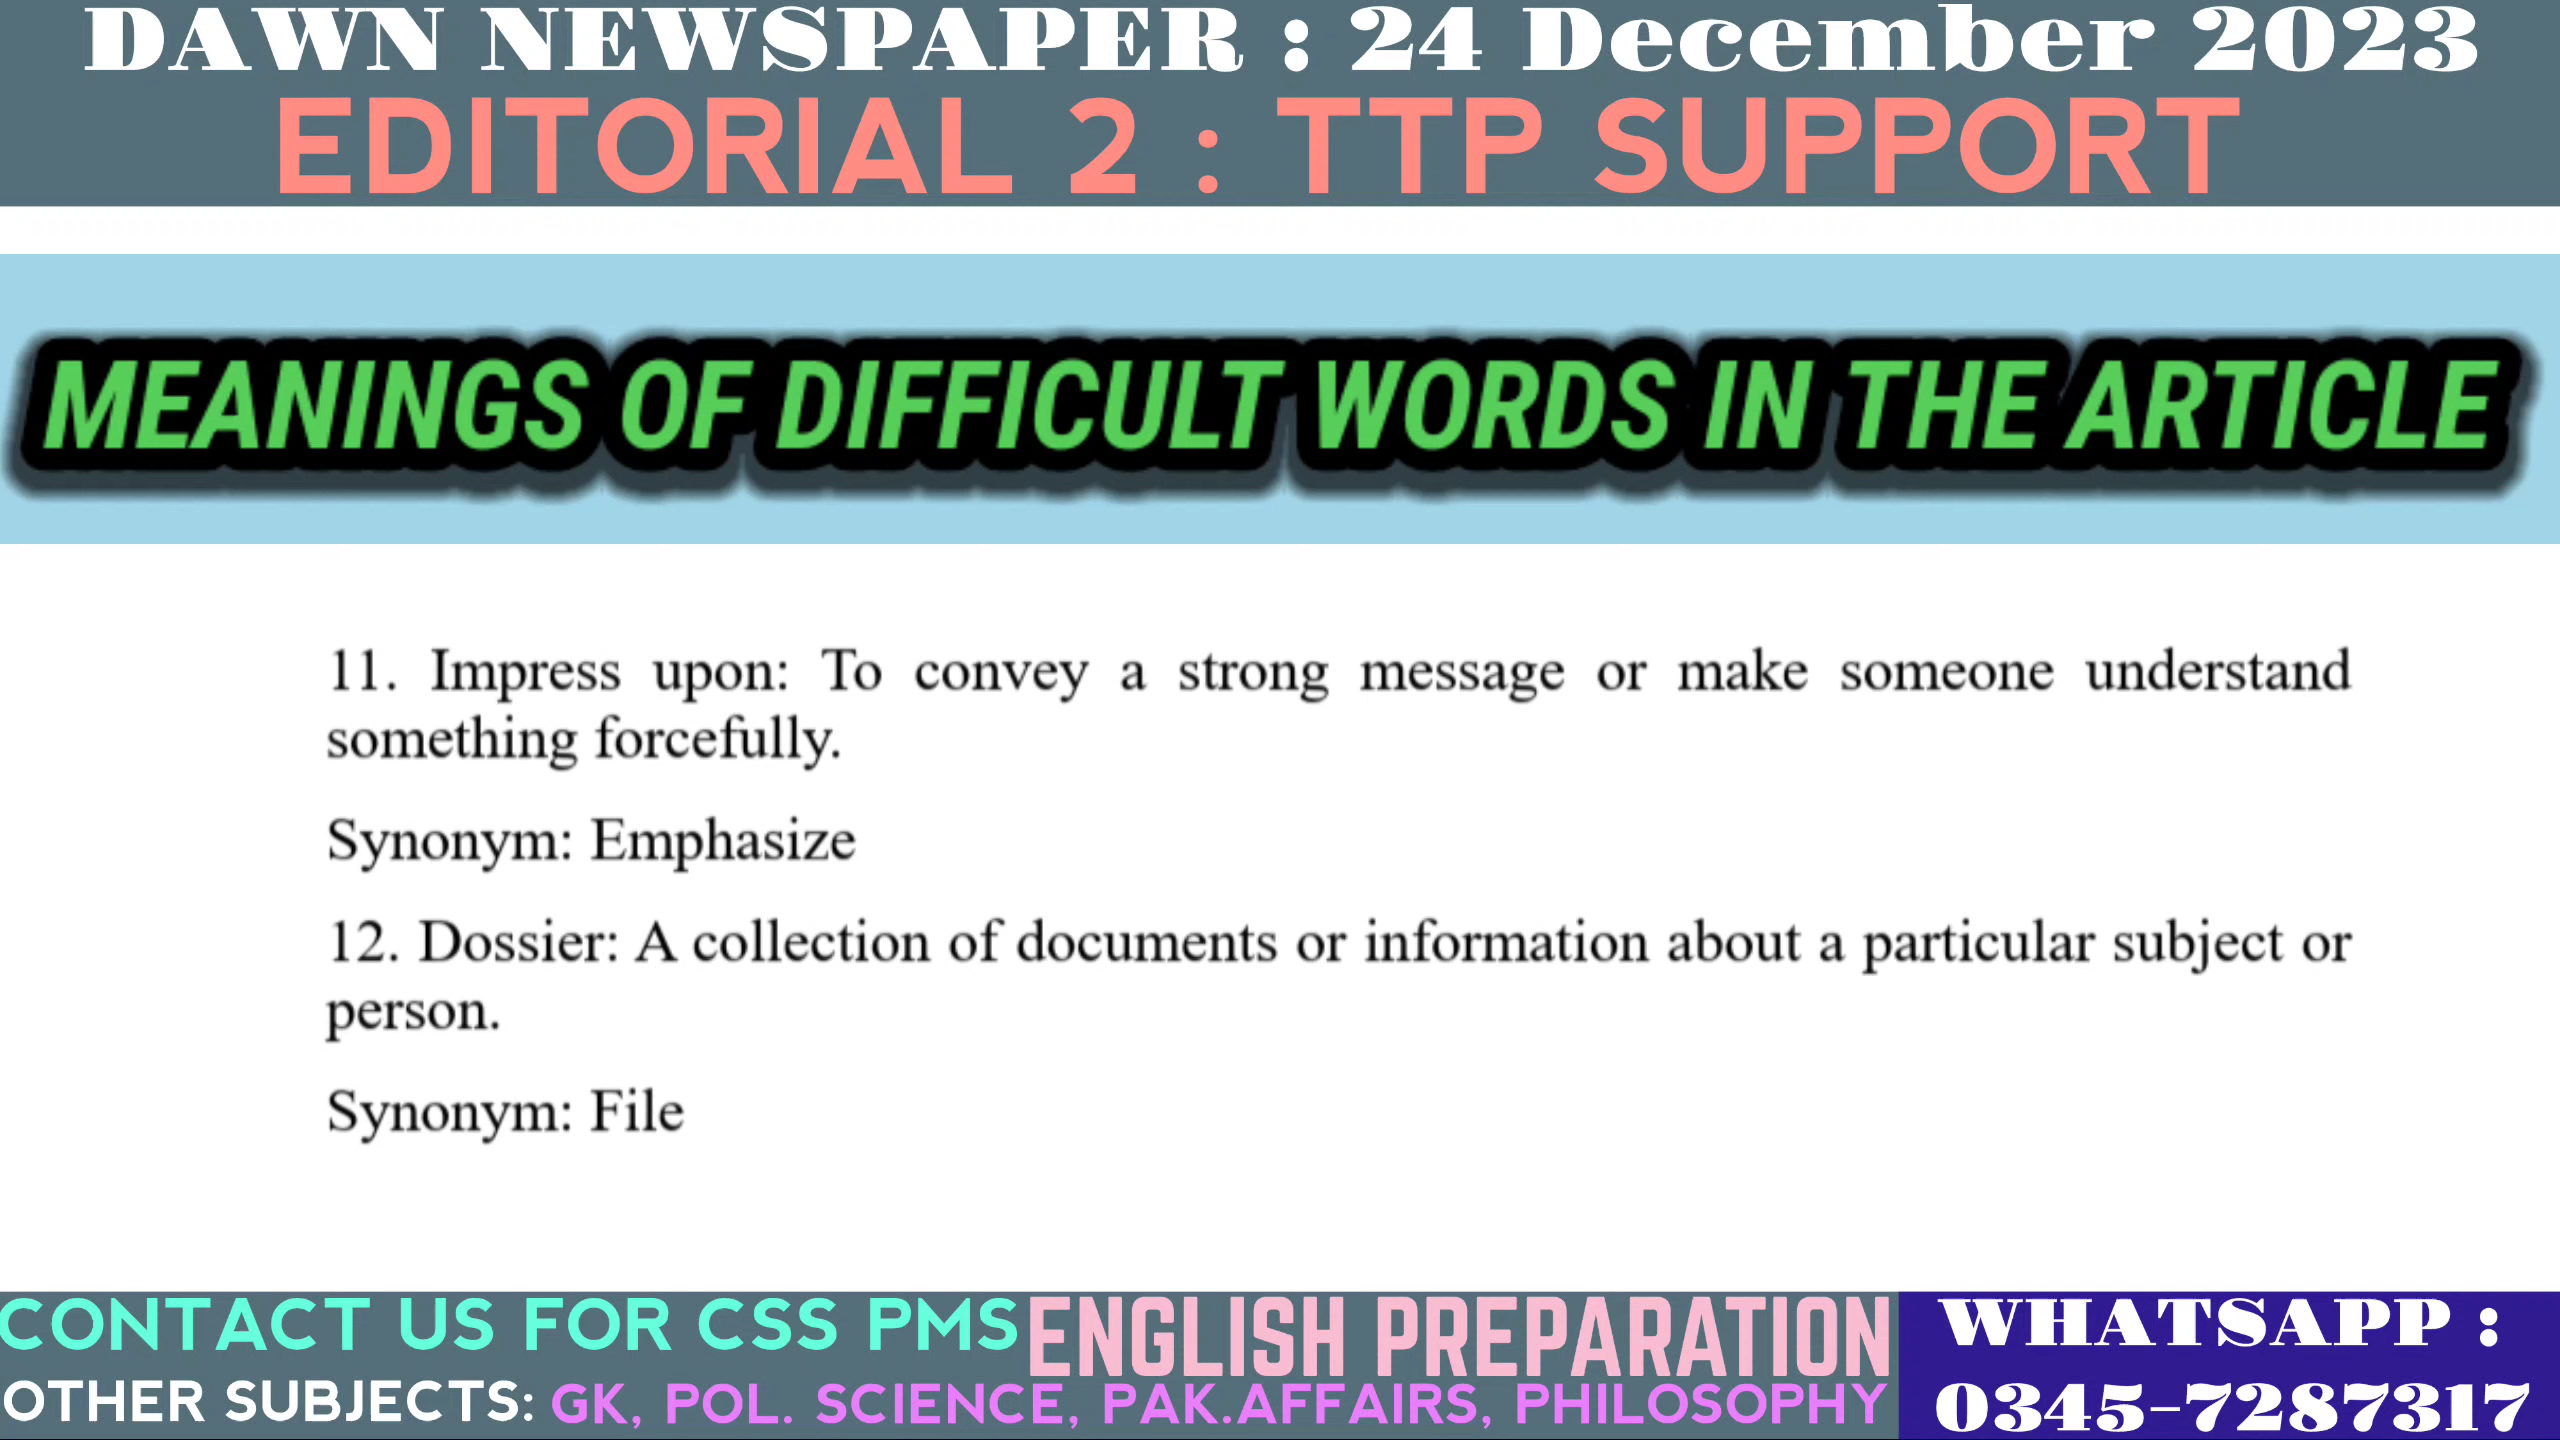 DAWN NEWSPAPER : 24 December 2023
EDITORIAL 2 : TTP SUPPORT
MEANINGS OF DIFFICULT WORDS IN THE ARTICLE
11. Impress upon: To convey a strong message or make someone understand
something forcefully.
Synonym: Emphasize
12. Dossier: A collection of documents or information about a particular subject or
person.
Synonym: File
CONTACT US FOR CSS PMS ENGLISH PREPARATION
OTHER SUBJECTS: GK, POL. SCIENCE, PAK.AFFAIRS, PHILOSOPHY
WHATSAPP :
0345-7287317